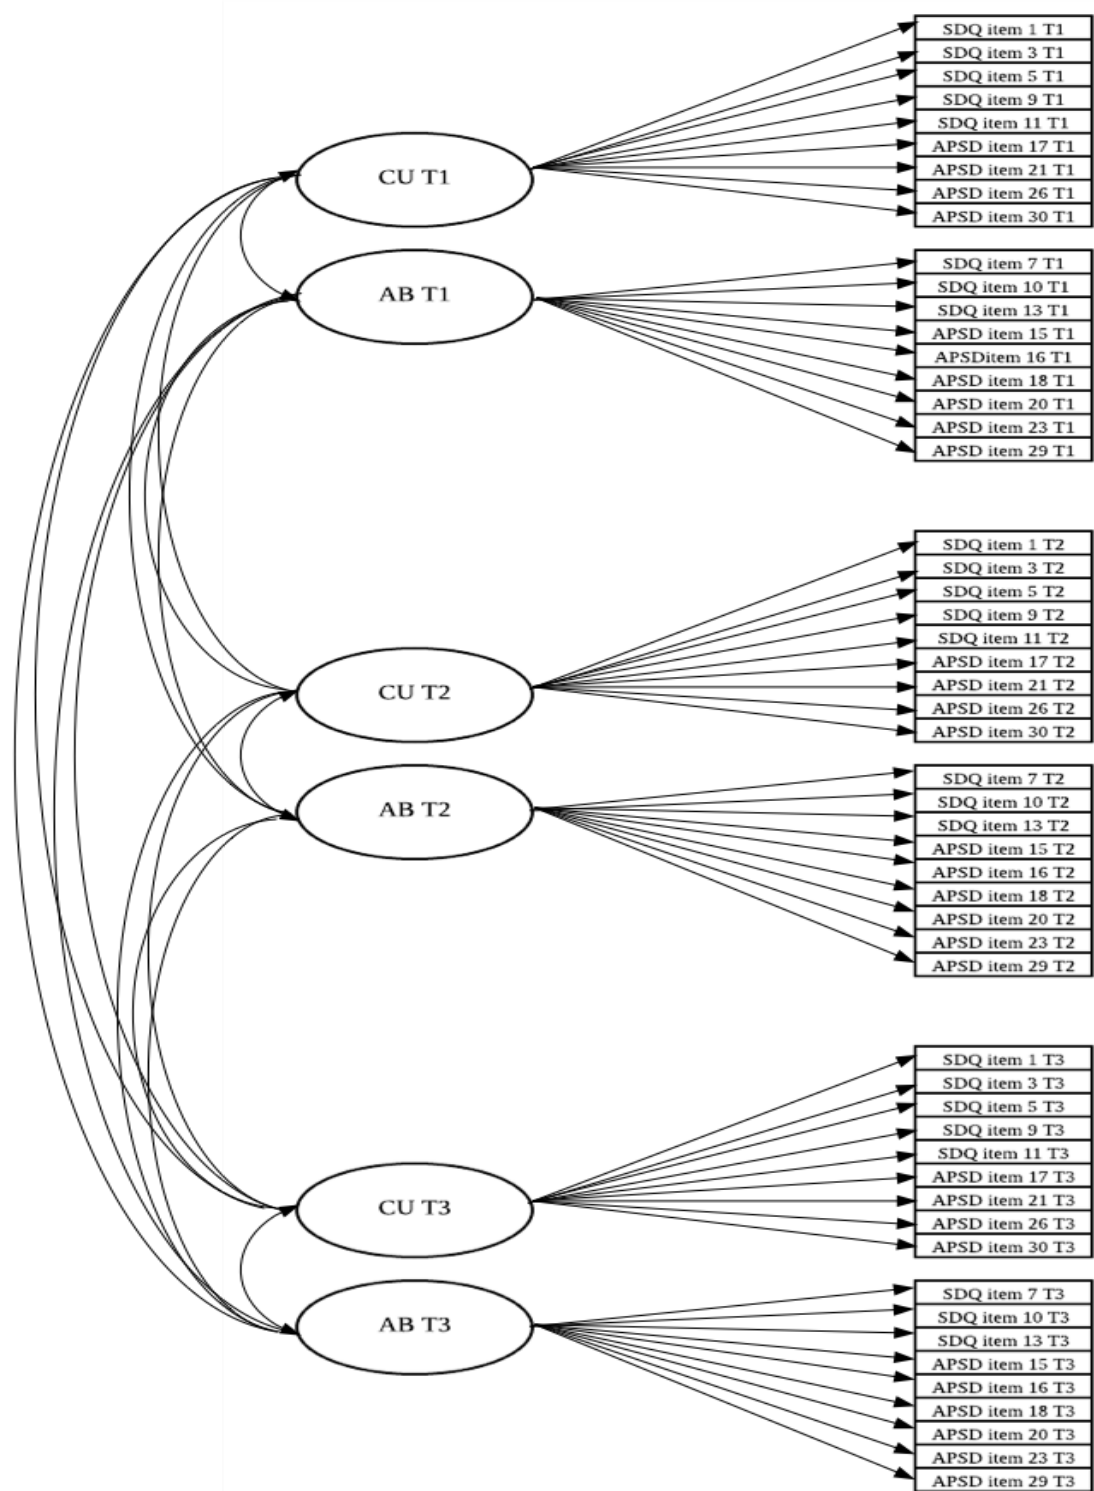 SDQ item 1 T1
SDQ item 3 T1
SDQ item 5 T1
SDQ item 9 T1
SDQ item 11 T1
APSD item 17 T1
APSD item 21 T1
APSD item 26 T1
APSD item 30 T1
CU T1
SDQ item 7 T1
SDQ item 10 T1
SDQ item 13 T1
APSD item 15 T1
APSDitem 16 T1
APSD item 18 T1
APSD item 20 T1
APSD item 23 T1
APSD item 29 T1
AB T1
SDQ item 1 T2
SDQ item 3 T2
SDQ item 5 T2
SDQ item 9 T2
SDQ item 11 T2
APSD item 17 T2
APSD item 21 T2
APSD item 26 T2
APSD item 30 T2
CU T2
SDQ item 7 T2
SDQ item 10 T2
SDQ item 13 T2
APSD item 15 T2
APSD item 16 T2
APSD item 18 T2
APSD item 20 T2
APSD item 23 T2
APSD item 29 T2
AB T2
SDQ item 1 T3
SDQ item 3 T3
SDQ item 5 T3
SDQ item 9 T3
SDQ item 11 T3
APSD item 17 T3
APSD item 21 T3
APSD item 26 T3
APSD item 30 T3
CU T3
SDQ item 7 T3
SDQ item 10 T3
SDQ item 13 T3
APSD item 15 T3
APSD item 16 T3
APSD item 18 T3
APSD item 20 T3
APSD item 23 T3
APSD item 29 T3
AB T3